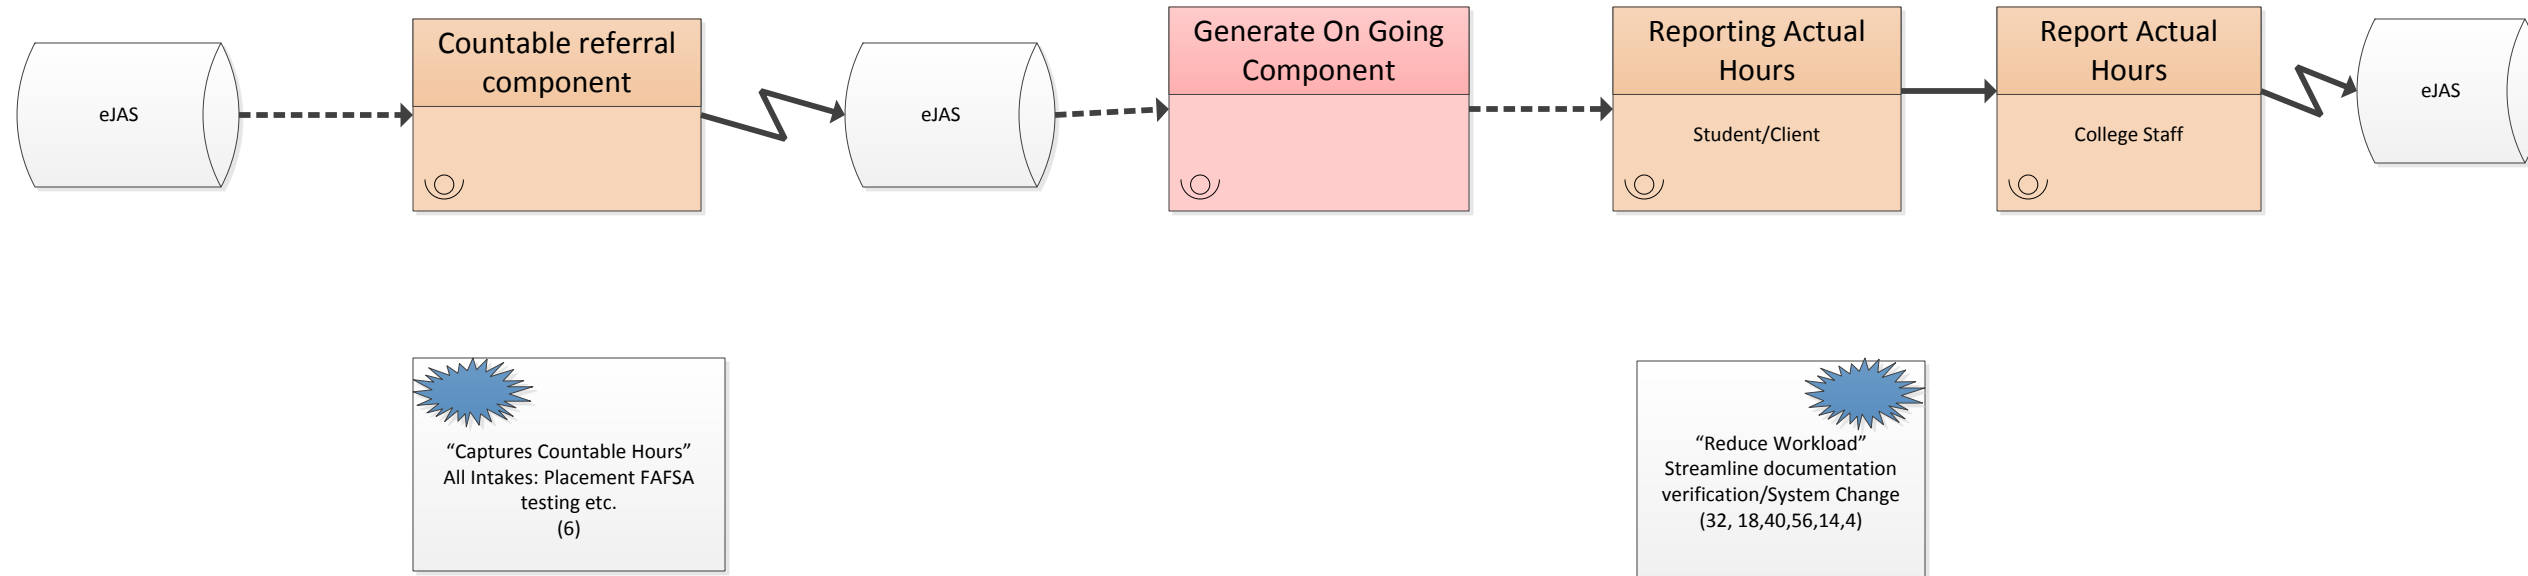 eJAS
Countable referral
component
eJAS
Generate On Going
Component
Reporting Actual
Hours
Student/Client
Report Actual
Hours
College Staff
eJAS
“Captures Countable Hours”
All Intakes: Placement FAFSA
testing etc.
(6)
“Reduce Workload”
Streamline documentation
verification/System Change
(32, 18,40,56,14,4)